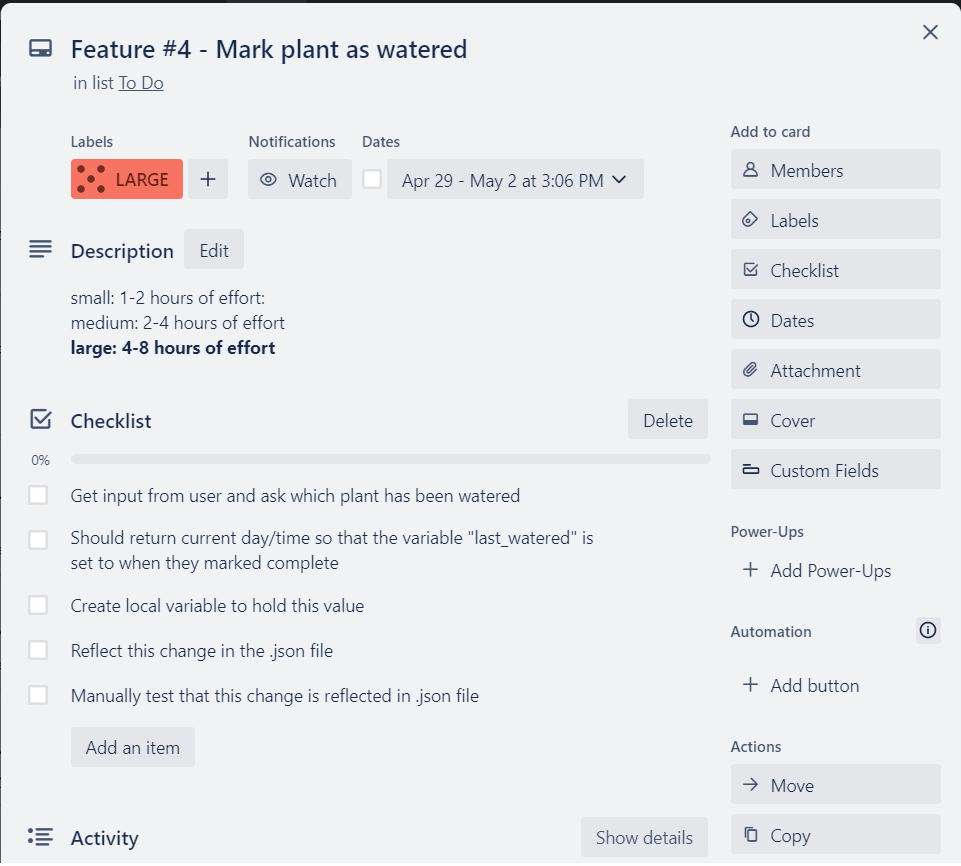 Feature #4 - Mark plant as watered
in list To Do
Labels
Notifications
Dates
LARGE
Watch
Apr 29 - May 2 at 3:06 PM
Description
Edit
small: 1-2 hours of effort:
medium: 2-4 hours of effort
large: 4-8 hours of effort
Checklist
Delete
0%
Get input from user and ask which plant has been watered
Should return current day/time so that the variable "last_watered" is
set to when they marked complete
Create local variable to hold this value
Reflect this change in the .json file
Manually test that this change is reflected in .json file
Add an item
Activity
Show details
Add to card
Members
Labels
Checklist
Dates
Attachment
Cover
Custom Fields
Power-Ups
Add Power-Ups
Automation
Add button
Actions
Move
Copy